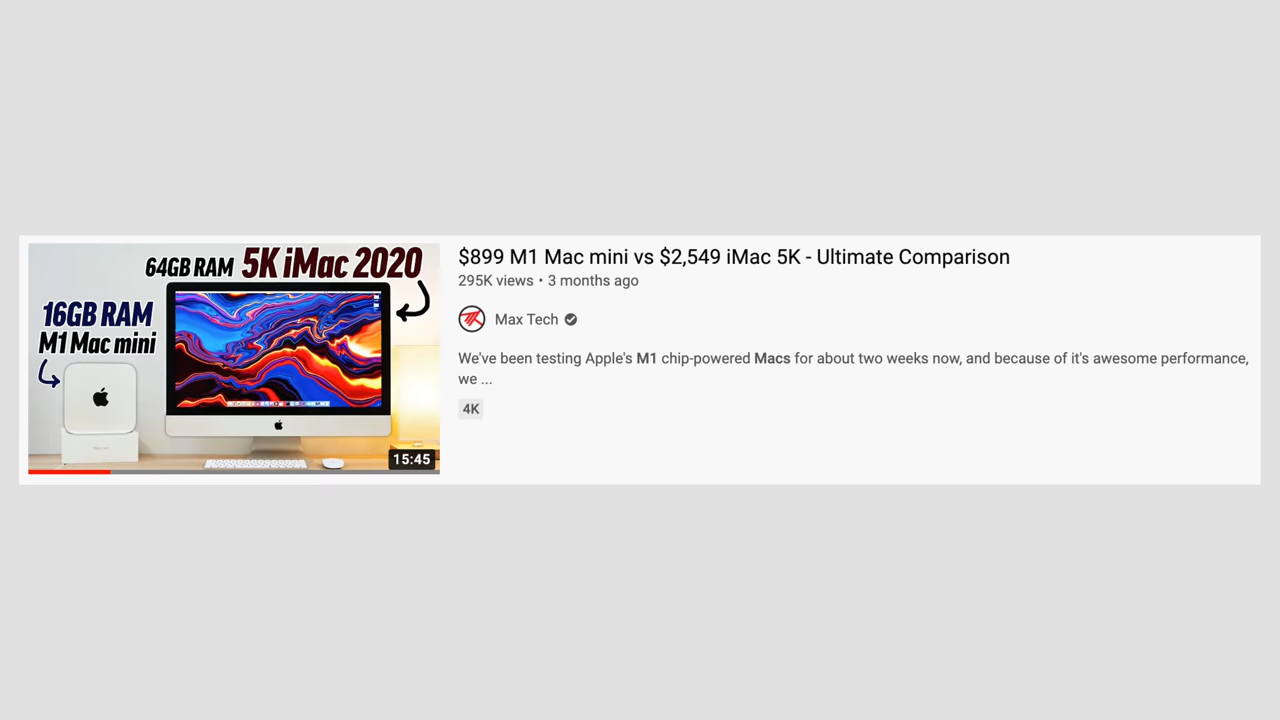 64GB RAM 5K iMac 2020
16GB RAM
M1 Mac mini
15:45
$899 M1 Mac mini vs $2,549 iMac 5K - Ultimate Comparison
295K views • 3 months ago
Max Tech
We've been testing Apple's M1 chip-powered Macs for about two weeks now, and because of it's awesome performance,
we ...
4K